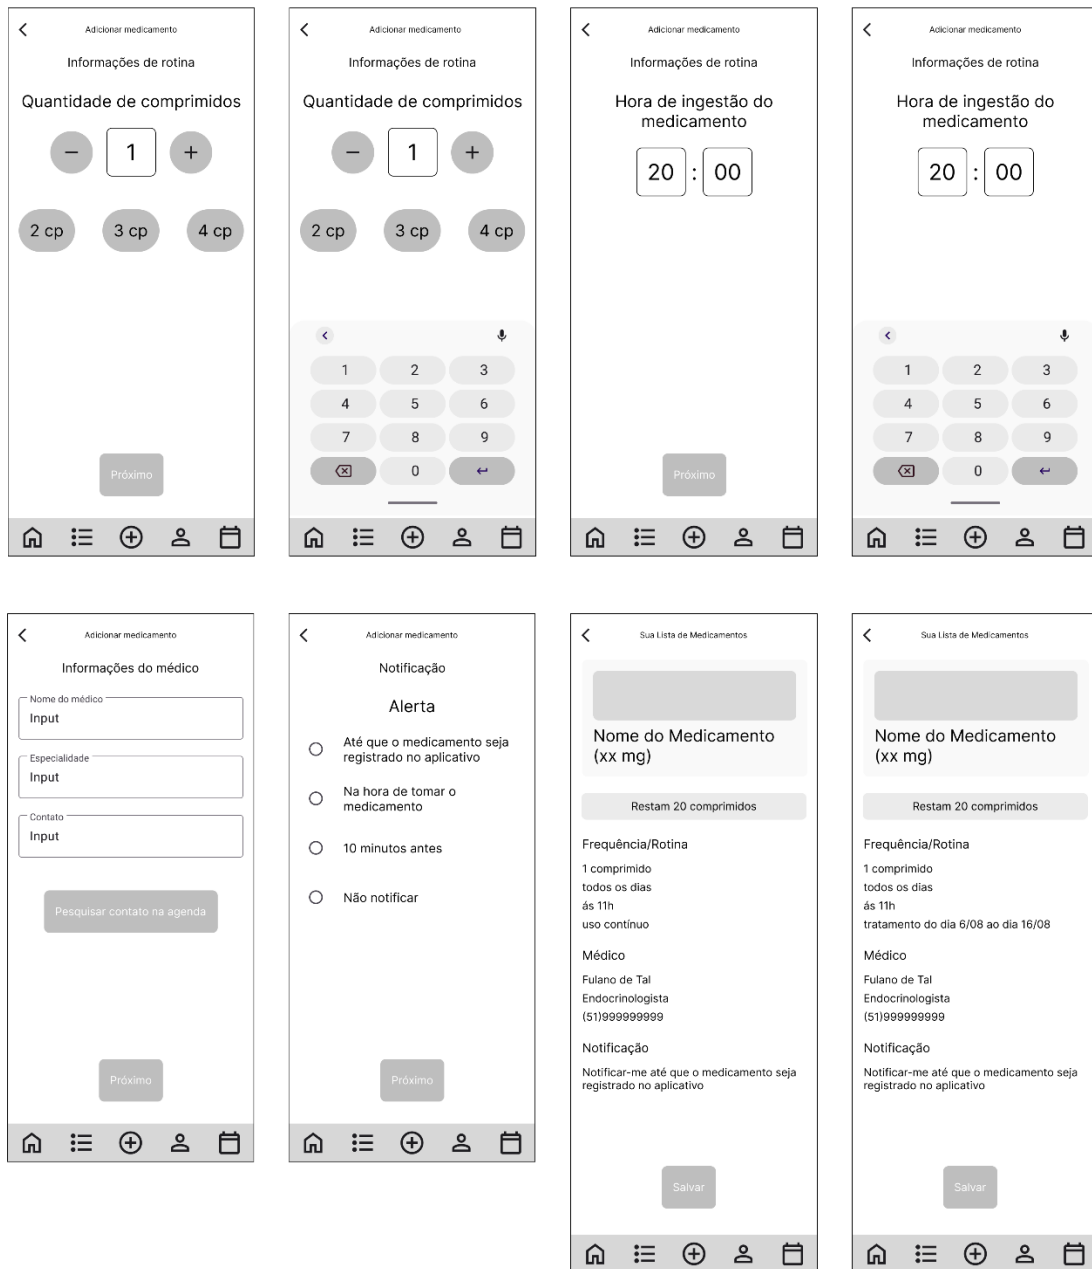 Adicionar medicamento
Informações de rotina
Quantidade de comprimidos
− 1 +
2 cp 3 cp 4 cp
Próximo
Adicionar medicamento
Informações de rotina
Quantidade de comprimidos
− 1 +
2 cp 3 cp 4 cp
1 2 3
4 5 6
7 8 9
0
Adicionar medicamento
Informações de rotina
Hora de ingestão do
medicamento
20 : 00
Próximo
Adicionar medicamento
Informações de rotina
Hora de ingestão do
medicamento
20 : 00
1 2 3
4 5 6
7 8 9
0
Adicionar medicamento
Informações do médico
Nome do médico
Input
Especialidade
Input
Contato
Input
Pesquisar contato na agenda
Próximo
Adicionar medicamento
Notificação
Alerta
Até que o medicamento seja
registrado no aplicativo
Na hora de tomar o
medicamento
10 minutos antes
Não notificar
Próximo
Sua Lista de Medicamentos
Nome do Medicamento
(xx mg)
Restam 20 comprimidos
Frequência/Rotina
1 comprimido
todos os dias
ás 11h
uso contínuo
Médico
Fulano de Tal
Endocrinologista
(51)999999999
Notificação
Notificar-me até que o medicamento seja
registrado no aplicativo
Salvar
Sua Lista de Medicamentos
Nome do Medicamento
(xx mg)
Restam 20 comprimidos
Frequência/Rotina
1 comprimido
todos os dias
ás 11h
tratamento do dia 6/08 ao dia 16/08
Médico
Fulano de Tal
Endocrinologista
(51)999999999
Notificação
Notificar-me até que o medicamento seja
registrado no aplicativo
Salvar